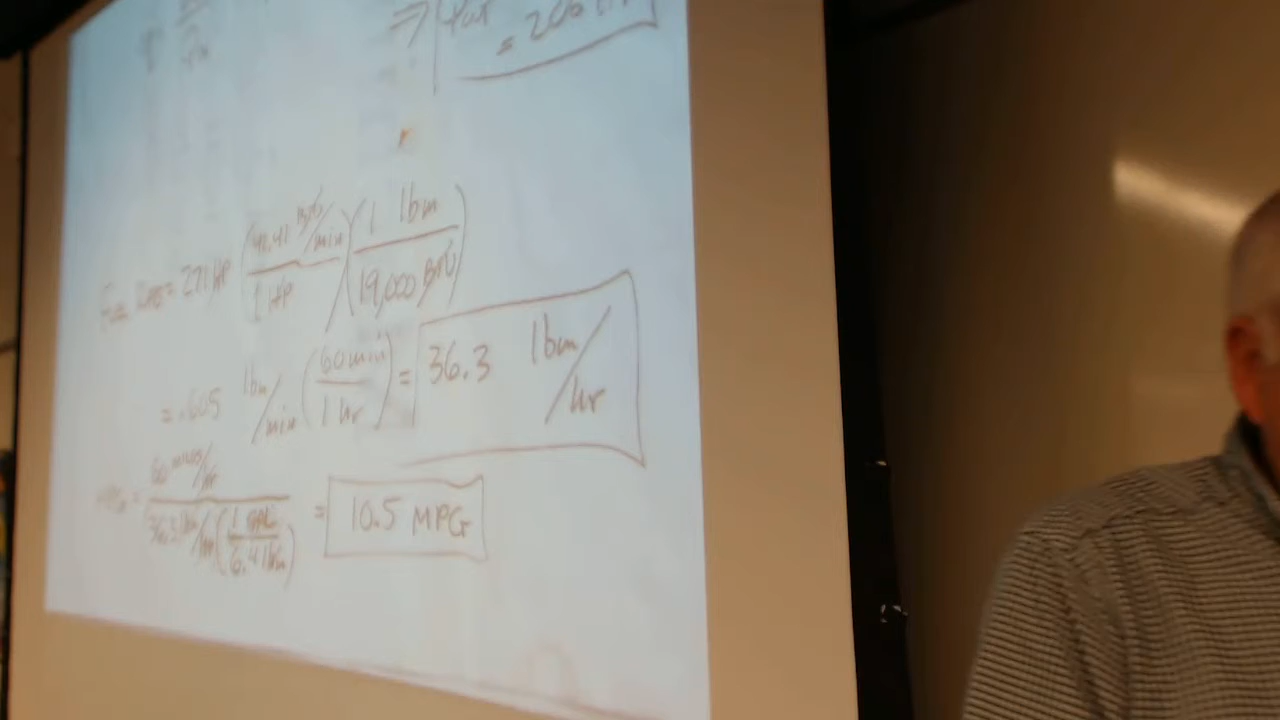 = 206
= 271 HP (42.41 BTU/min / 1 HP)(1 lbm / 19,000 BTU)
= .605 lbm/min (60 min / 1 hr) = 36.3 lbm/hr
= 60 miles/hr / 36.3 lbm/hr (1 GAL / 6.4 lbm) = 10.5 MPG